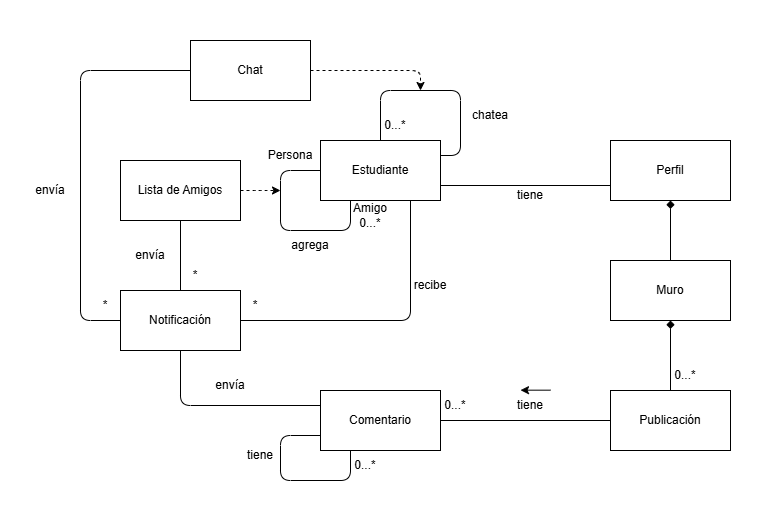 Chat
chatea
0...*
Persona
Estudiante
Perfil
envía
Lista de Amigos
tiene
Amigo
0...*
agrega
envía
*
recibe
Muro
*
*
Notificación
0...*
envía
0...*
tiene
Comentario
Publicación
tiene
0...*